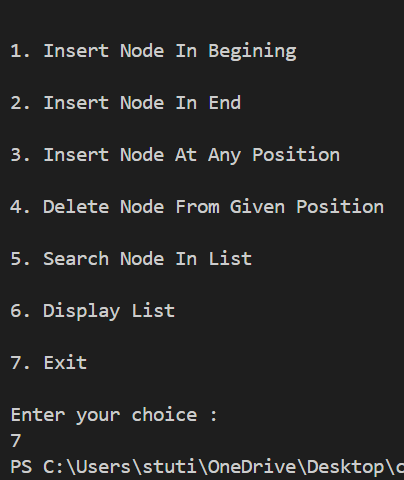 1. Insert Node In Begining
2. Insert Node In End
3. Insert Node At Any Position
4. Delete Node From Given Position
5. Search Node In List
6. Display List
7. Exit
Enter your choice :
7
PS C:\Users\stuti\OneDrive\Desktop\